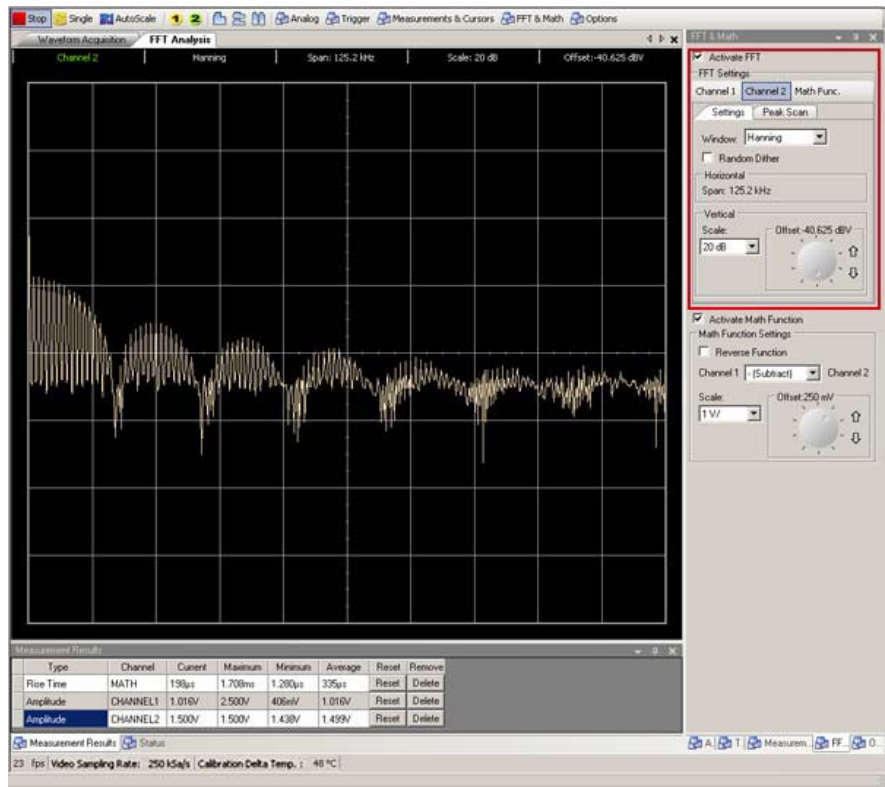 Stop Single AutoScale 1 2 Analog Trigger Measurements & Cursors FFT & Math Options
Waveform Acquisition FFT Analysis
Channel 2 Hanning Span: 125.2 kHz Scale: 20 dB Offset:-40.625 dBV
FFT & Math
Activate FFT
FFT Settings
Channel 1 Channel 2 Math Func.
Settings Peak Scan
Window: Hanning
Random Dither
Horizontal
Span: 125.2 kHz
Vertical
Scale: Offset:-40.625 dBV
20 dB
Activate Math Function
Math Function Settings
Reverse Function
Channel 1 - (Subtract) Channel 2
Scale: Offset:250 mV
1 V/
Measurement Results
Type Channel Current Maximum Minimum Average Reset Remove
Rise Time MATH 198µs 1.708ms 1.280µs 335µs Reset Delete
Amplitude CHANNEL1 1.016V 2.500V 406mV 1.016V Reset Delete
Amplitude CHANNEL2 1.500V 1.500V 1.438V 1.499V Reset Delete
Measurement Results Status
A. T Measurem.. FF... O...
23 fps Video Sampling Rate: 250 kSa/s Calibration Delta Temp. : 48 °C